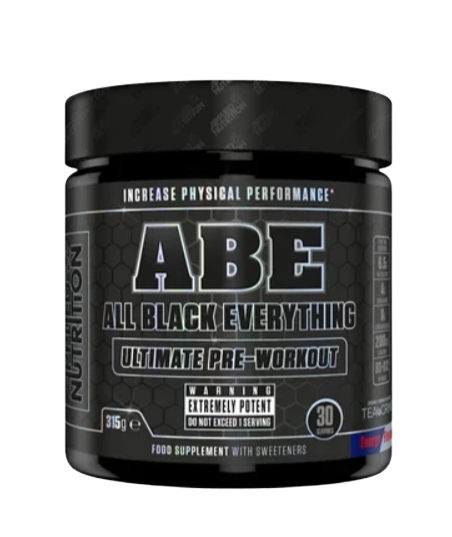 INCREASE PHYSICAL PERFORMANCE*
ABE
ALL BLACK EVERYTHING
ULTIMATE PRE-WORKOUT
WARNING
EXTREMELY POTENT
DO NOT EXCEED 1 SERVING
315g e
30
SERVINGS
FOOD SUPPLEMENT WITH SWEETENERS
NUTRITION
Energy